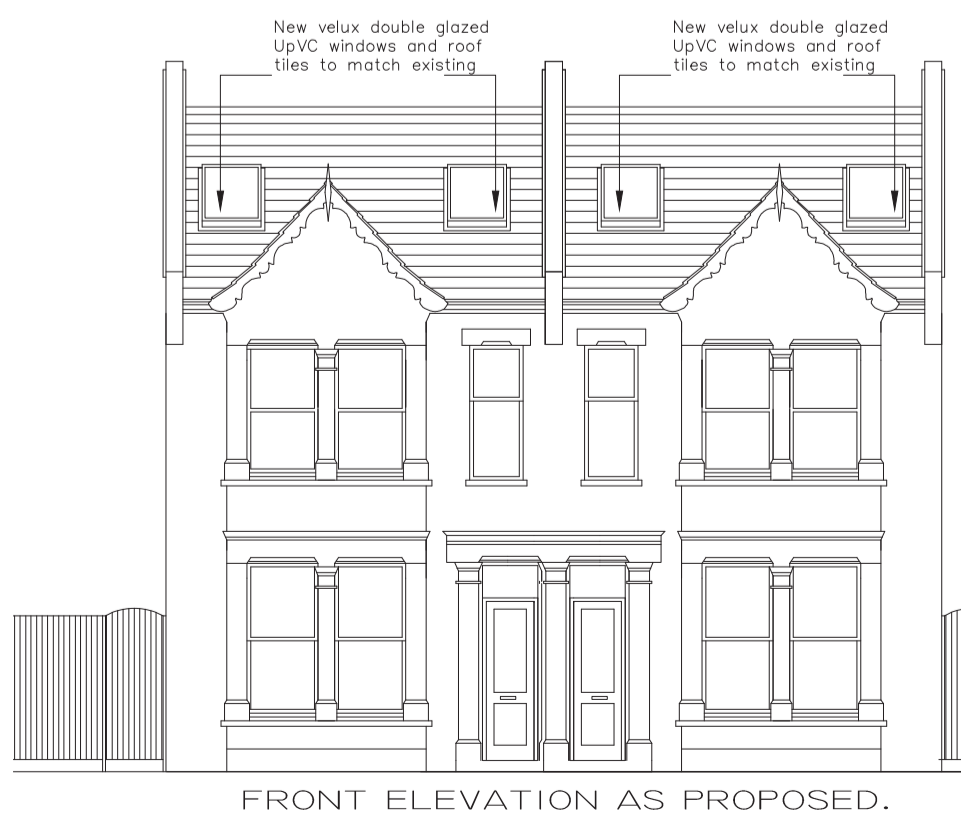 New velux double glazed
UpVC windows and roof
tiles to match existing
New velux double glazed
UpVC windows and roof
tiles to match existing
FRONT ELEVATION AS PROPOSED.